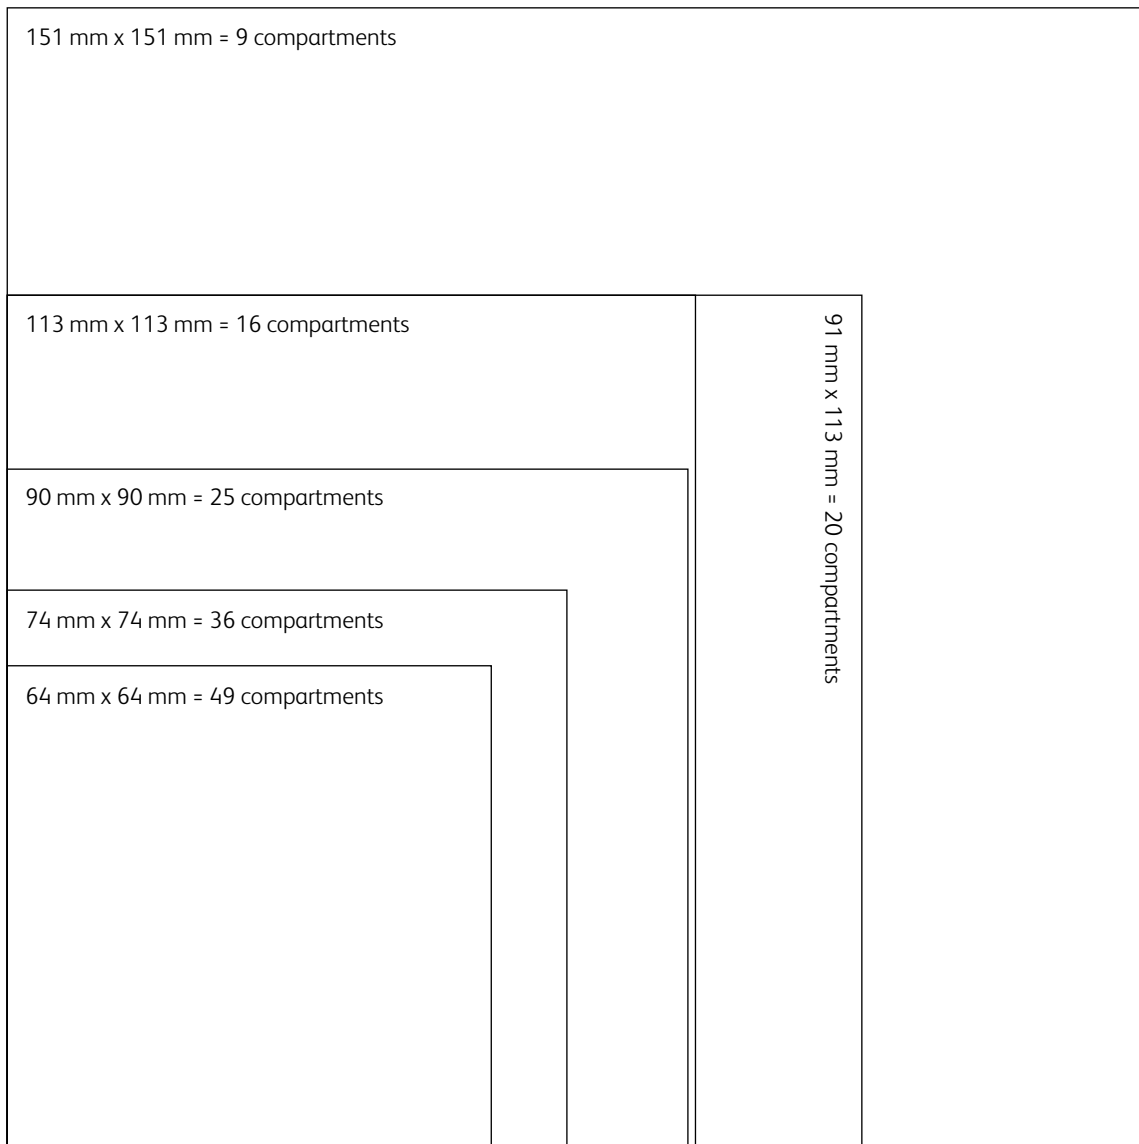 151 mm x 151 mm = 9 compartments
113 mm x 113 mm = 16 compartments
91 mm x 113 mm = 20 compartments
90 mm x 90 mm = 25 compartments
74 mm x 74 mm = 36 compartments
64 mm x 64 mm = 49 compartments